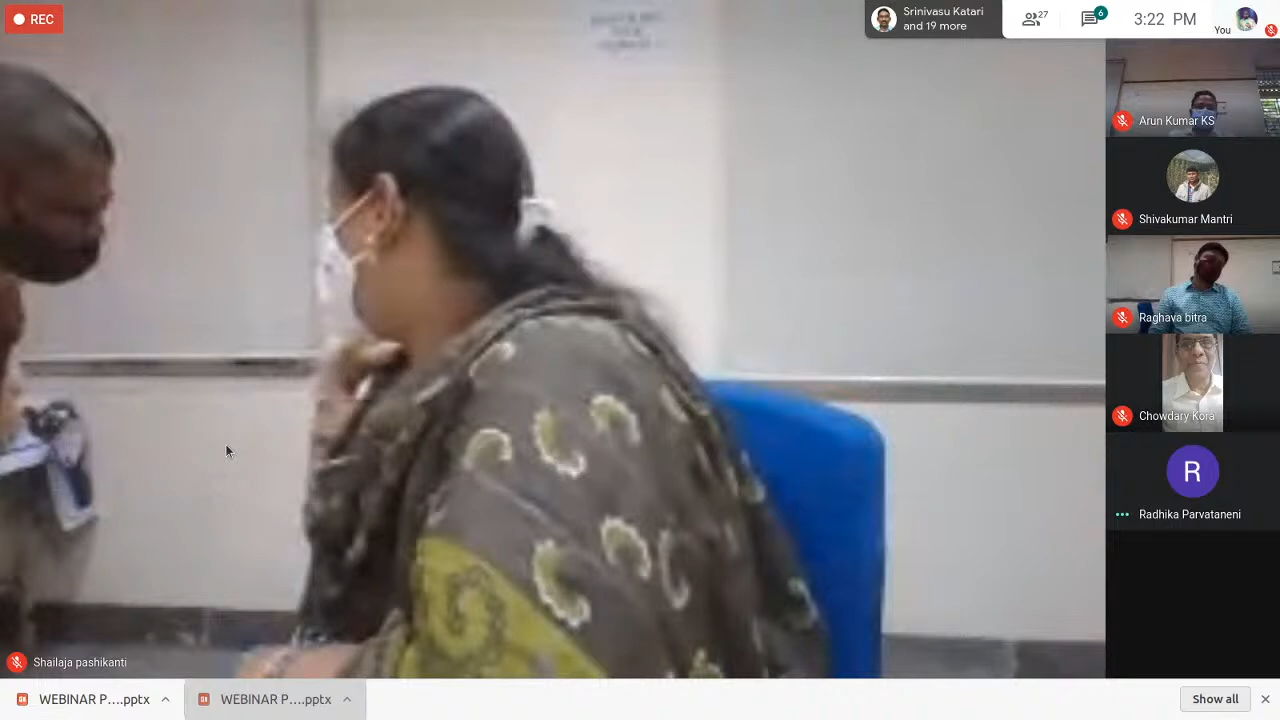 REC
Srinivasu Katari
and 19 more
27
6
3:22 PM
You
Arun Kumar KS
Shivakumar Mantri
Raghava bitra
Chowdary Kora
R
Radhika Parvataneni
Shailaja pashikanti
WEBINAR P....pptx
WEBINAR P....pptx
Show all